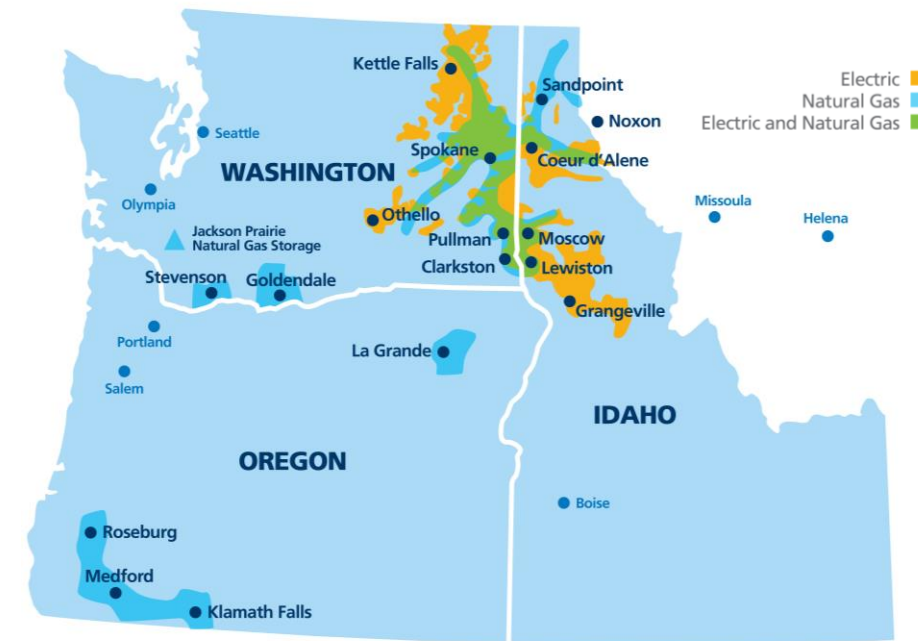 Kettle Falls
Sandpoint
Electric
Natural Gas
Electric and Natural Gas
Noxon
Seattle
Spokane
Coeur d'Alene
WASHINGTON
Olympia
Othello
Missoula
Helena
Jackson Prairie
Natural Gas Storage
Pullman
Moscow
Clarkston
Lewiston
Stevenson
Goldendale
Grangeville
Portland
La Grande
Salem
IDAHO
OREGON
Boise
Roseburg
Medford
Klamath Falls